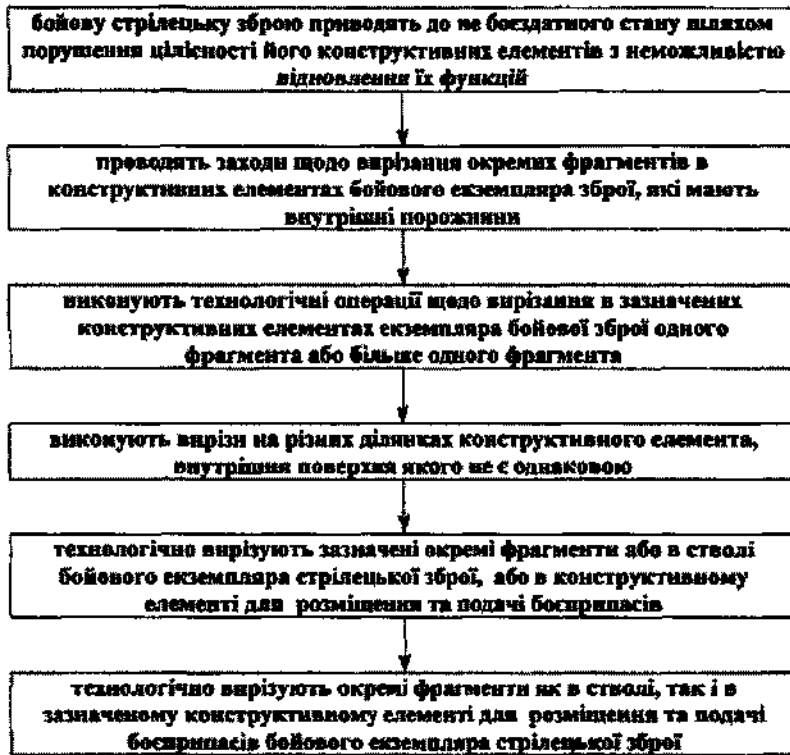 бойову стрілецьку зброю приводять до не боєздатного стану шляхом
порушення цілісності його конструктивних елементів з неможливістю
відновлення їх функцій
проводять заходи щодо вирізання окремих фрагментів в
конструктивних елементах бойового екземпляра зброї, які мають
внутрішні порожнини
виконують технологічні операції щодо вирізання в зазначених
конструктивних елементах екземпляра бойової зброї одного
фрагмента або більше одного фрагмента
виконують вирізи на різних ділянках конструктивного елемента,
внутрішня поверхня якого не є однаковою
технологічно вирізують зазначені окремі фрагменти або в стволі
бойового екземпляра стрілецької зброї, або в конструктивному
елементі для розміщення та подачі боєприпасів
технологічно вирізують окремі фрагменти як в стволі, так і в
зазначеному конструктивному елементі для розміщення та подачі
боєприпасів бойового екземпляра стрілецької зброї